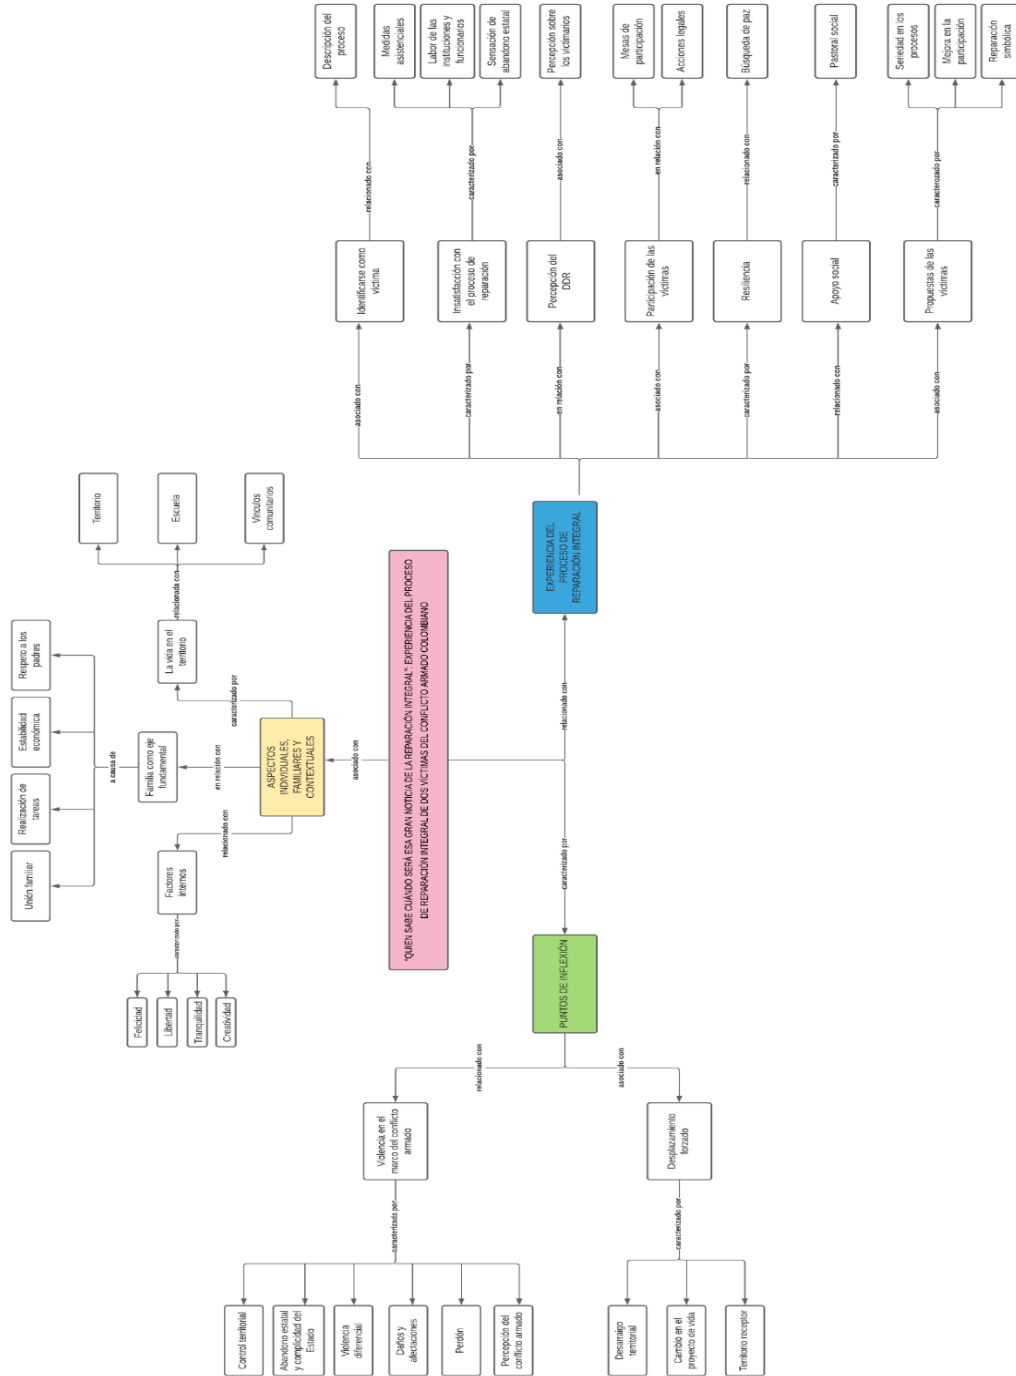 Felicidad
Libertad
Tranquilidad
Creatividad
caracterizado por
Factores
internos
relacionado con
Unión familiar
Realización de
tareas
Estabilidad
económica
Respeto a los
padres
a causa de
Familia como eje
fundamental
en relación con
Territorio
Escuela
Vínculos
comunitarios
relacionada con
La vida en el
territorio
caracterizado por
ASPECTOS
INDIVIDUALES,
FAMILIARES Y
CONTEXTUALES
asociado con
"QUIEN SABE CUÁNDO SERÁ ESA GRAN NOTICIA DE LA REPARACIÓN INTEGRAL": EXPERIENCIA DEL PROCESO
DE REPARACIÓN INTEGRAL DE DOS VÍCTIMAS DEL CONFLICTO ARMADO COLOMBIANO
caracterizado por
relacionado con
PUNTOS DE INFLEXIÓN
relacionado con
asociado con
Violencia en el
marco del conflicto
armado
caracterizada por
Control territorial
Abandono estatal
y complicidad del
Estado
Violencia
diferencial
Daños y
afectaciones
Perdón
Percepción del
conflicto armado
Desplazamiento
forzado
caracterizado por
Desarraigo
territorial
Cambio en el
proyecto de vida
Territorio receptor
EXPERIENCIA DEL
PROCESO DE
REPARACIÓN INTEGRAL
asociado con
Identificarse como
víctima
relacionado con
Descripción del
proceso
caracterizado por
Insatisfacción con
el proceso de
reparación
caracterizado por
Medidas
asistenciales
Labor de las
instituciones y
funcionarios
Sensación de
abandono estatal
en relación con
Percepción del
DDR
asociado con
Percepción sobre
los victimarios
asociado con
Participación de las
víctimas
en relación con
Mesas de
participación
Acciones legales
caracterizado por
Resiliencia
relacionado con
Búsqueda de paz
relacionado con
Apoyo social
caracterizado por
Pastoral social
asociado con
Propuestas de las
víctimas
caracterozado por
Seriedad en los
procesos
Mejora en la
participación
Reparación
simbólica